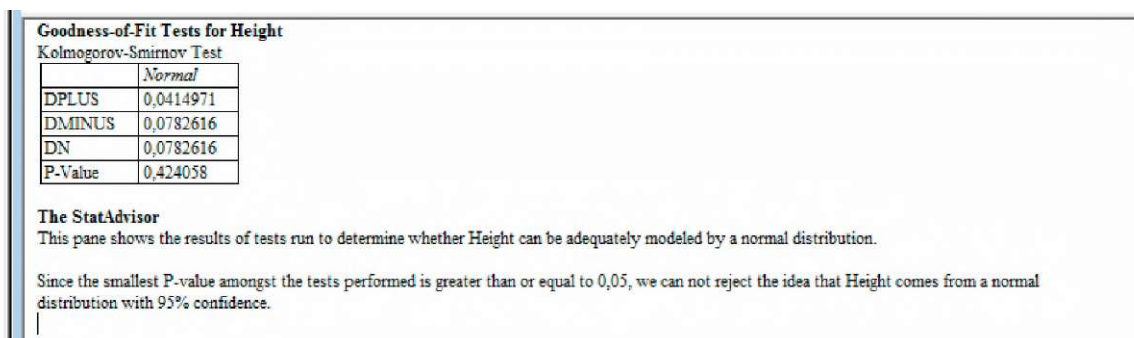 Goodness-of-Fit Tests for Height
Kolmogorov-Smirnov Test
Normal
DPLUS 0,0414971
DMINUS 0,0782616
DN 0,0782616
P-Value 0,424058
The StatAdvisor
This pane shows the results of tests run to determine whether Height can be adequately modeled by a normal distribution.
Since the smallest P-value amongst the tests performed is greater than or equal to 0,05, we can not reject the idea that Height comes from a normal
distribution with 95% confidence.